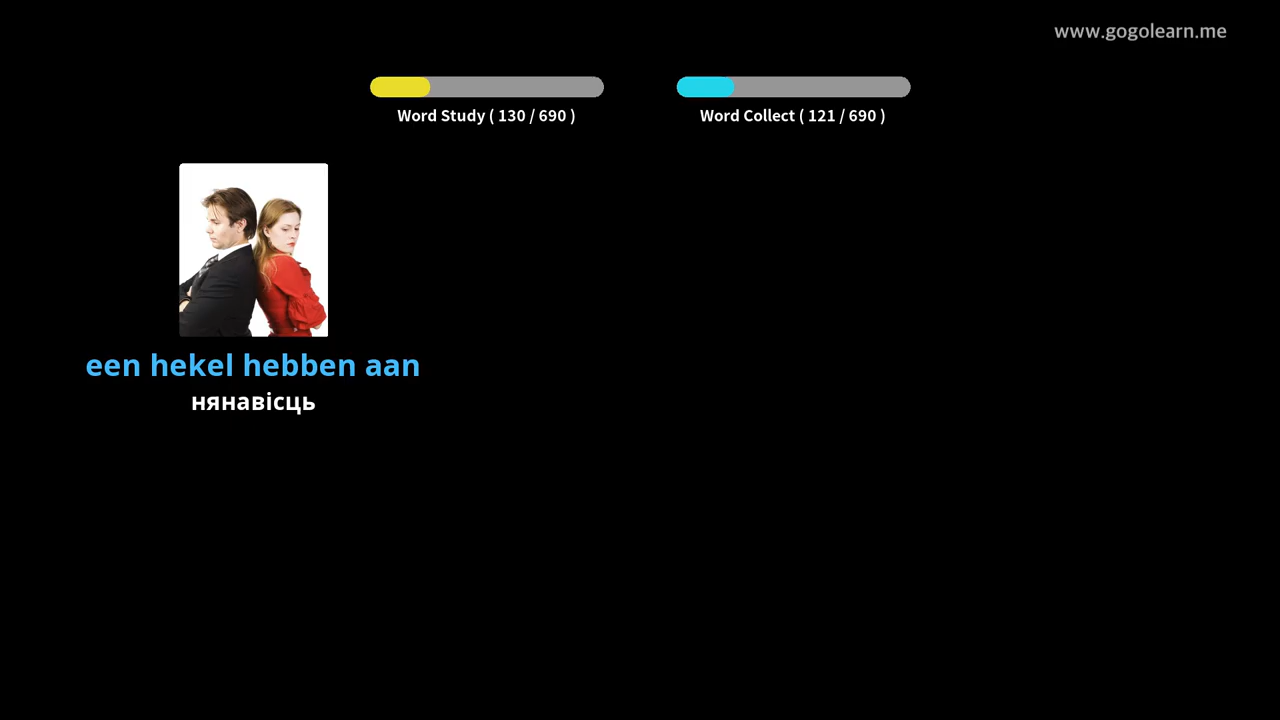 www.gogolearn.me
Word Study ( 130 / 690 )
Word Collect ( 121 / 690 )
een hekel hebben aan
нянавісць